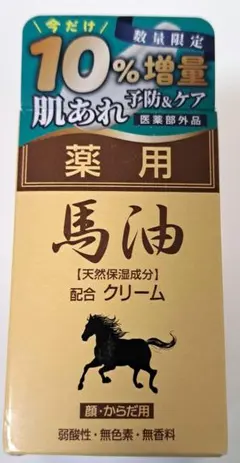 今だけ
数量限定
10%増量
肌あれ予防&ケア
医薬部外品
薬用
馬油
【天然保湿成分】
配合 クリーム
顔・からだ用
弱酸性・無色素・無香料